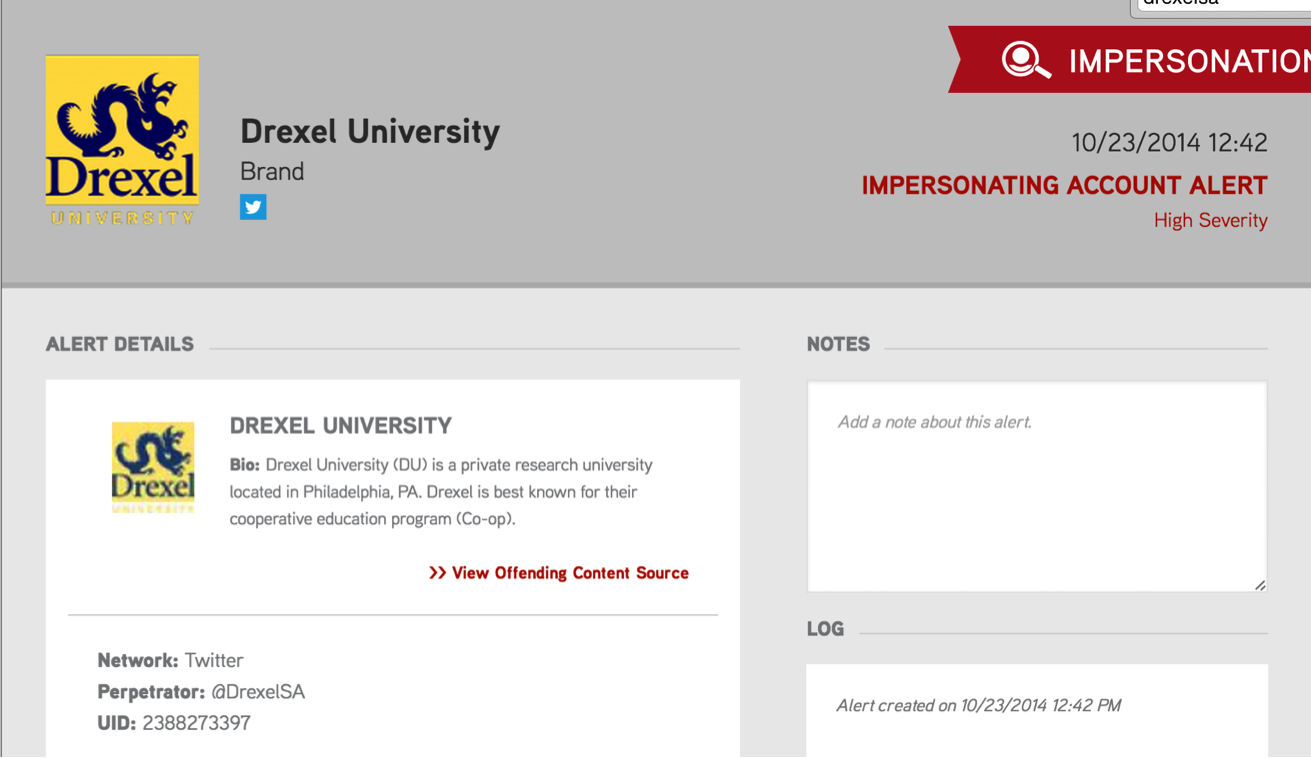 drexelsa
IMPERSONATION
Drexel
UNIVERSITY
Drexel University
Brand
10/23/2014 12:42
IMPERSONATING ACCOUNT ALERT
High Severity
ALERT DETAILS
NOTES
Drexel
UNIVERSITY
DREXEL UNIVERSITY
Bio: Drexel University (DU) is a private research university
located in Philadelphia, PA. Drexel is best known for their
cooperative education program (Co-op).
>> View Offending Content Source
Add a note about this alert.
LOG
Network: Twitter
Perpetrator: @DrexelSA
UID: 2388273397
Alert created on 10/23/2014 12:42 PM